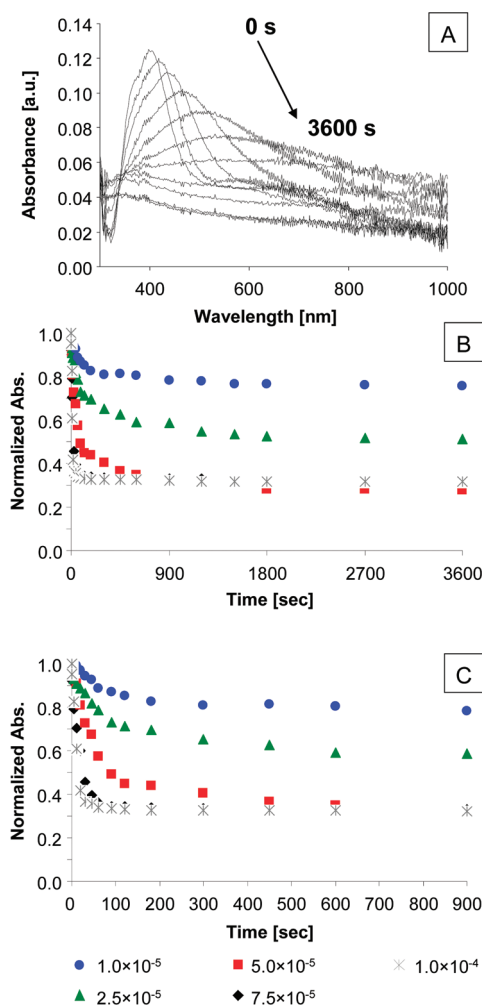 A
0 s
3600 s
0.14
0.12
0.10
0.08
0.06
0.04
0.02
0.00
Absorbance [a.u.]
400 600 800 1000
Wavelength [nm]
B
1.0
0.8
0.6
0.4
0.2
0.0
Normalized Abs.
0 900 1800 2700 3600
Time [sec]
C
1.0
0.8
0.6
0.4
0.2
0.0
Normalized Abs.
0 100 200 300 400 500 600 700 800 900
Time [sec]
1.0×10⁻⁵ 5.0×10⁻⁵ 1.0×10⁻⁴
2.5×10⁻⁵ 7.5×10⁻⁵